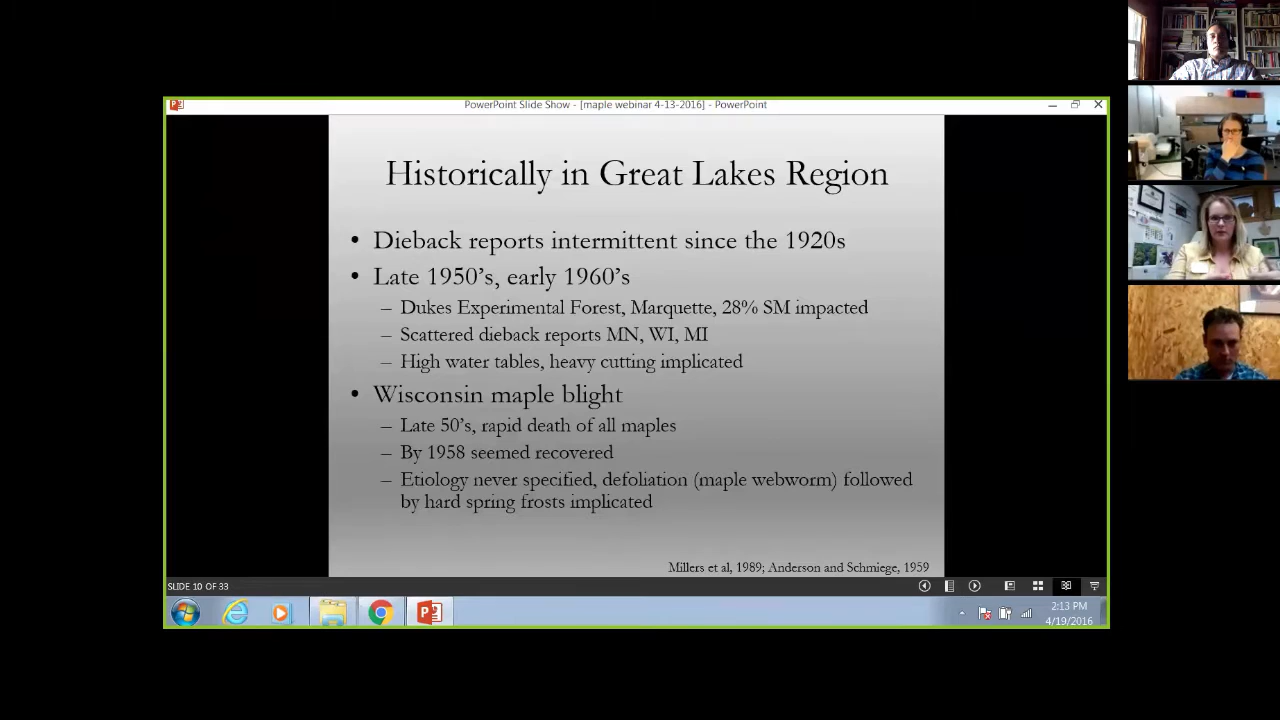 PowerPoint Slide Show - [maple webinar 4-13-2016] - PowerPoint
Historically in Great Lakes Region
• Dieback reports intermittent since the 1920s
• Late 1950's, early 1960's
– Dukes Experimental Forest, Marquette, 28% SM impacted
– Scattered dieback reports MN, WI, MI
– High water tables, heavy cutting implicated
• Wisconsin maple blight
– Late 50's, rapid death of all maples
– By 1958 seemed recovered
– Etiology never specified, defoliation (maple webworm) followed
by hard spring frosts implicated
Millers et al, 1989; Anderson and Schmiege, 1959
SLIDE 10 OF 33
2:13 PM
4/19/2016